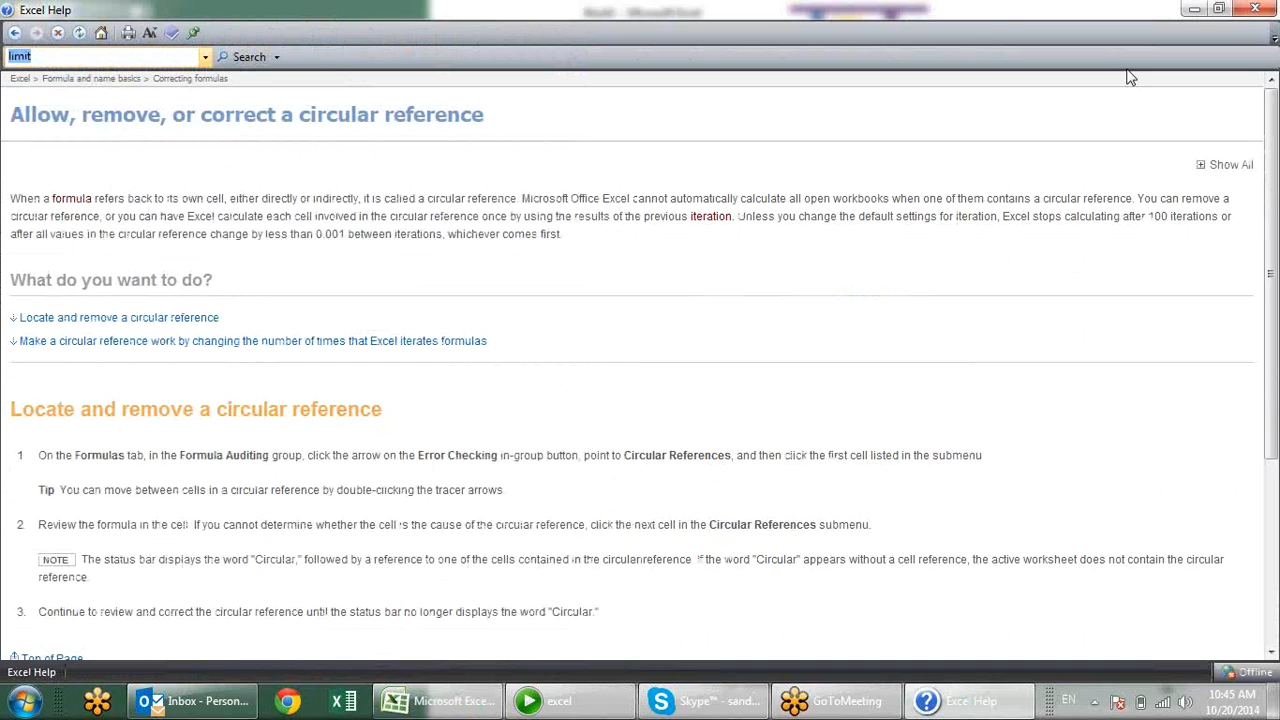 Excel Help
limit
Search
Excel > Formula and name basics > Correcting formulas
Allow, remove, or correct a circular reference
Show All
When a formula refers back to its own cell, either directly or indirectly, it is called a circular reference. Microsoft Office Excel cannot automatically calculate all open workbooks when one of them contains a circular reference. You can remove a
circular reference, or you can have Excel calculate each cell involved in the circular reference once by using the results of the previous iteration. Unless you change the default settings for iteration, Excel stops calculating after 100 iterations or
after all values in the circular reference change by less than 0.001 between iterations, whichever comes first.
What do you want to do?
Locate and remove a circular reference
Make a circular reference work by changing the number of times that Excel iterates formulas
Locate and remove a circular reference
1 On the Formulas tab, in the Formula Auditing group, click the arrow on the Error Checking in-group button, point to Circular References, and then click the first cell listed in the submenu
Tip You can move between cells in a circular reference by double-clicking the tracer arrows.
2. Review the formula in the cell. If you cannot determine whether the cell is the cause of the circular reference, click the next cell in the Circular References submenu.
NOTE The status bar displays the word "Circular," followed by a reference to one of the cells contained in the circulenreference. If the word "Circular" appears without a cell reference, the active worksheet does not contain the circular
reference.
3. Continue to review and correct the circular reference until the status bar no longer displays the word "Circular."
Top of Page
Excel Help
Offline
Inbox - Person...
Microsoft Exce...
excel
Skype™ - sand...
GoToMeeting
Excel Help
EN
10:45 AM
10/20/2014